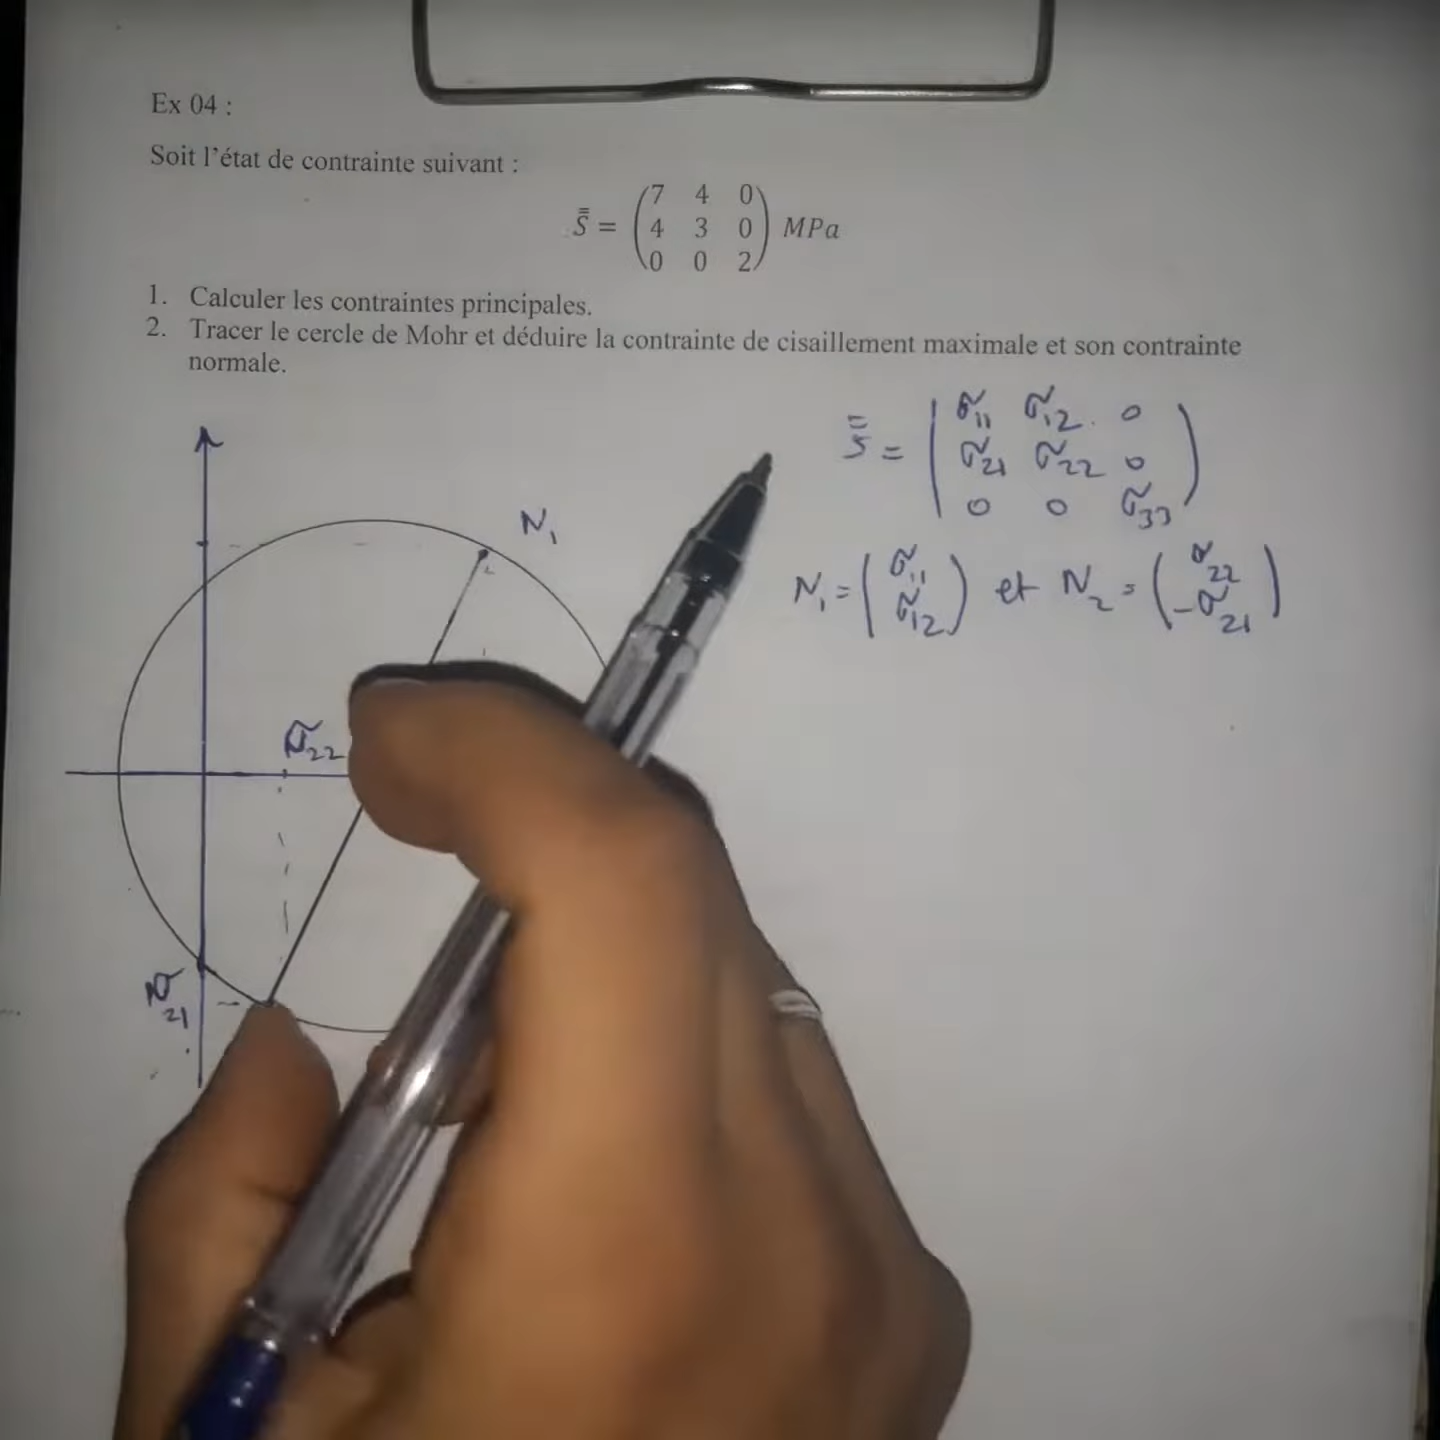 Ex 04 :
Soit l'état de contrainte suivant :
S̿ = (7 4 0
4 3 0
0 0 2) MPa
1. Calculer les contraintes principales.
2. Tracer le cercle de Mohr et déduire la contrainte de cisaillement maximale et son contrainte
normale.
S̿ = (σ11 σ12 0
σ21 σ22 0
0 0 σ33)
N1 = (σ11
σ12) et N2 = (σ22
-σ21)
N1
σ22
σ21